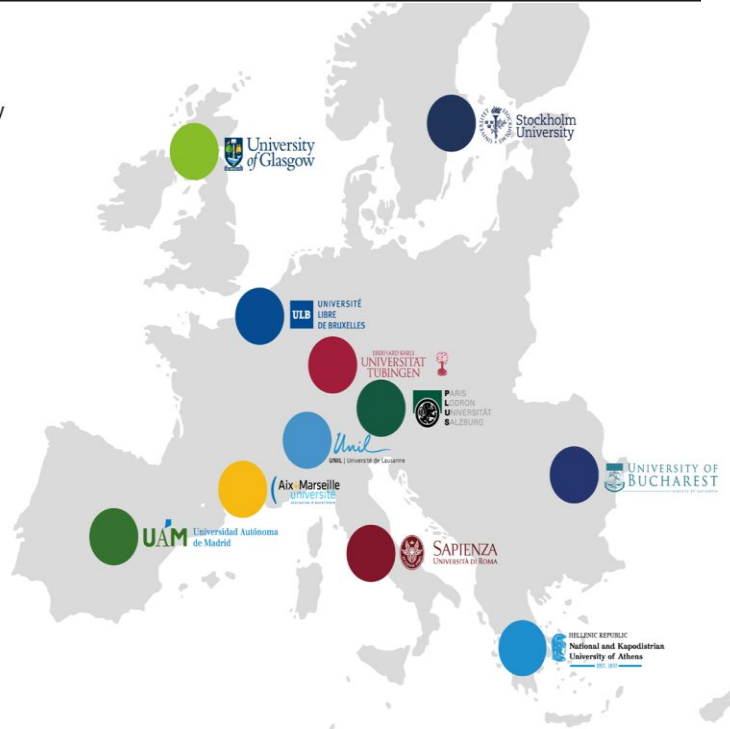 y
Stockholm
University
University
of Glasgow
ULB
UNIVERSITÉ
LIBRE
DE BRUXELLES
EBERHARD KARLS
UNIVERSITÄT
TÜBINGEN
PARIS
LODRON
UNIVERSITÄT
SALZBURG
Unil
UNIL | Université de Lausanne
Aix Marseille
université
UNIVERSITY OF
BUCHAREST
UAM
Universidad Autónoma
de Madrid
SAPIENZA
UNIVERSITÀ DI ROMA
HELLENIC REPUBLIC
National and Kapodistrian
University of Athens
EST. 1837